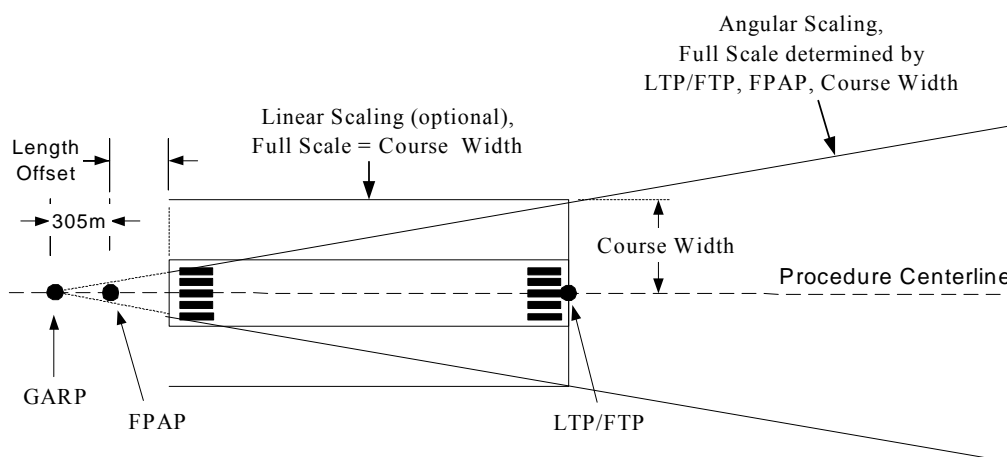 Angular Scaling,
Full Scale determined by
LTP/FTP, FPAP, Course Width
Linear Scaling (optional),
Full Scale = Course Width
Length
Offset
305m
Course Width
Procedure Centerline
GARP
FPAP
LTP/FTP